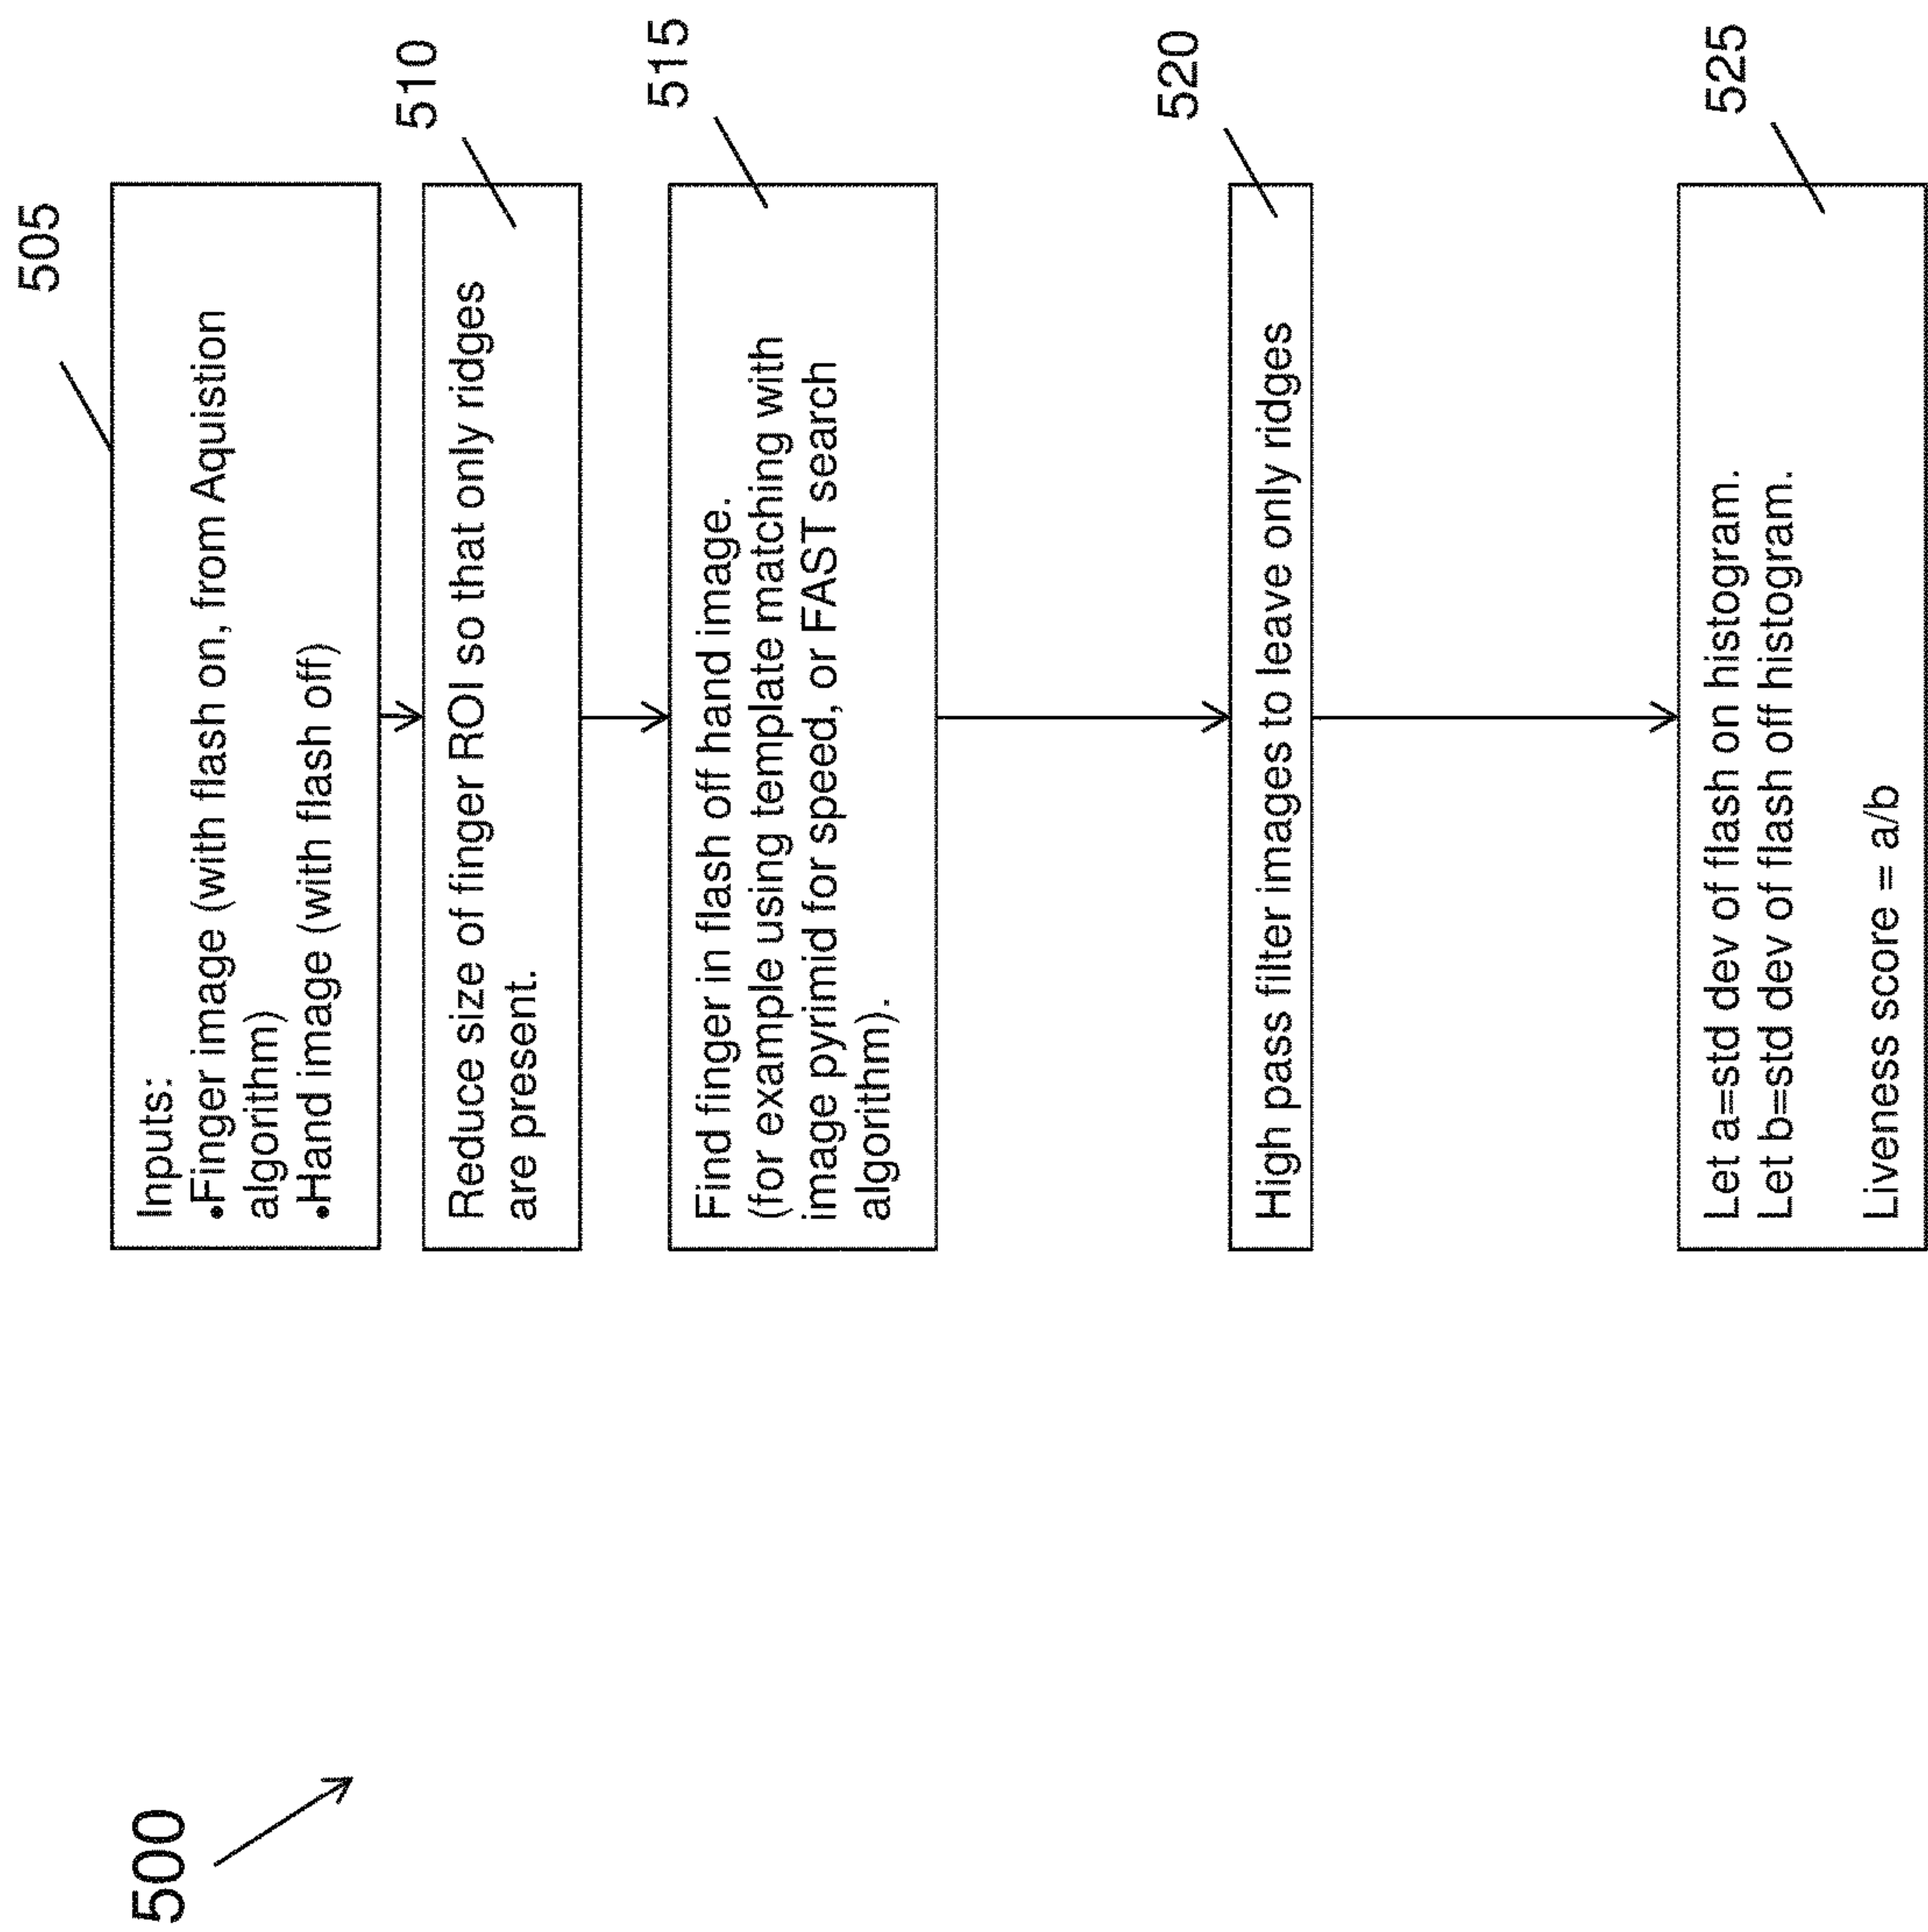 500
505
Inputs:
•Finger image (with flash on, from Aquistion
algorithm)
•Hand image (with flash off)
510
Reduce size of finger ROI so that only ridges
are present.
515
Find finger in flash off hand image.
(for example using template matching with
image pyrimid for speed, or FAST search
algorithm).
520
High pass filter images to leave only ridges
525
Let a=std dev of flash on histogram.
Let b=std dev of flash off histogram.
Liveness score = a/b